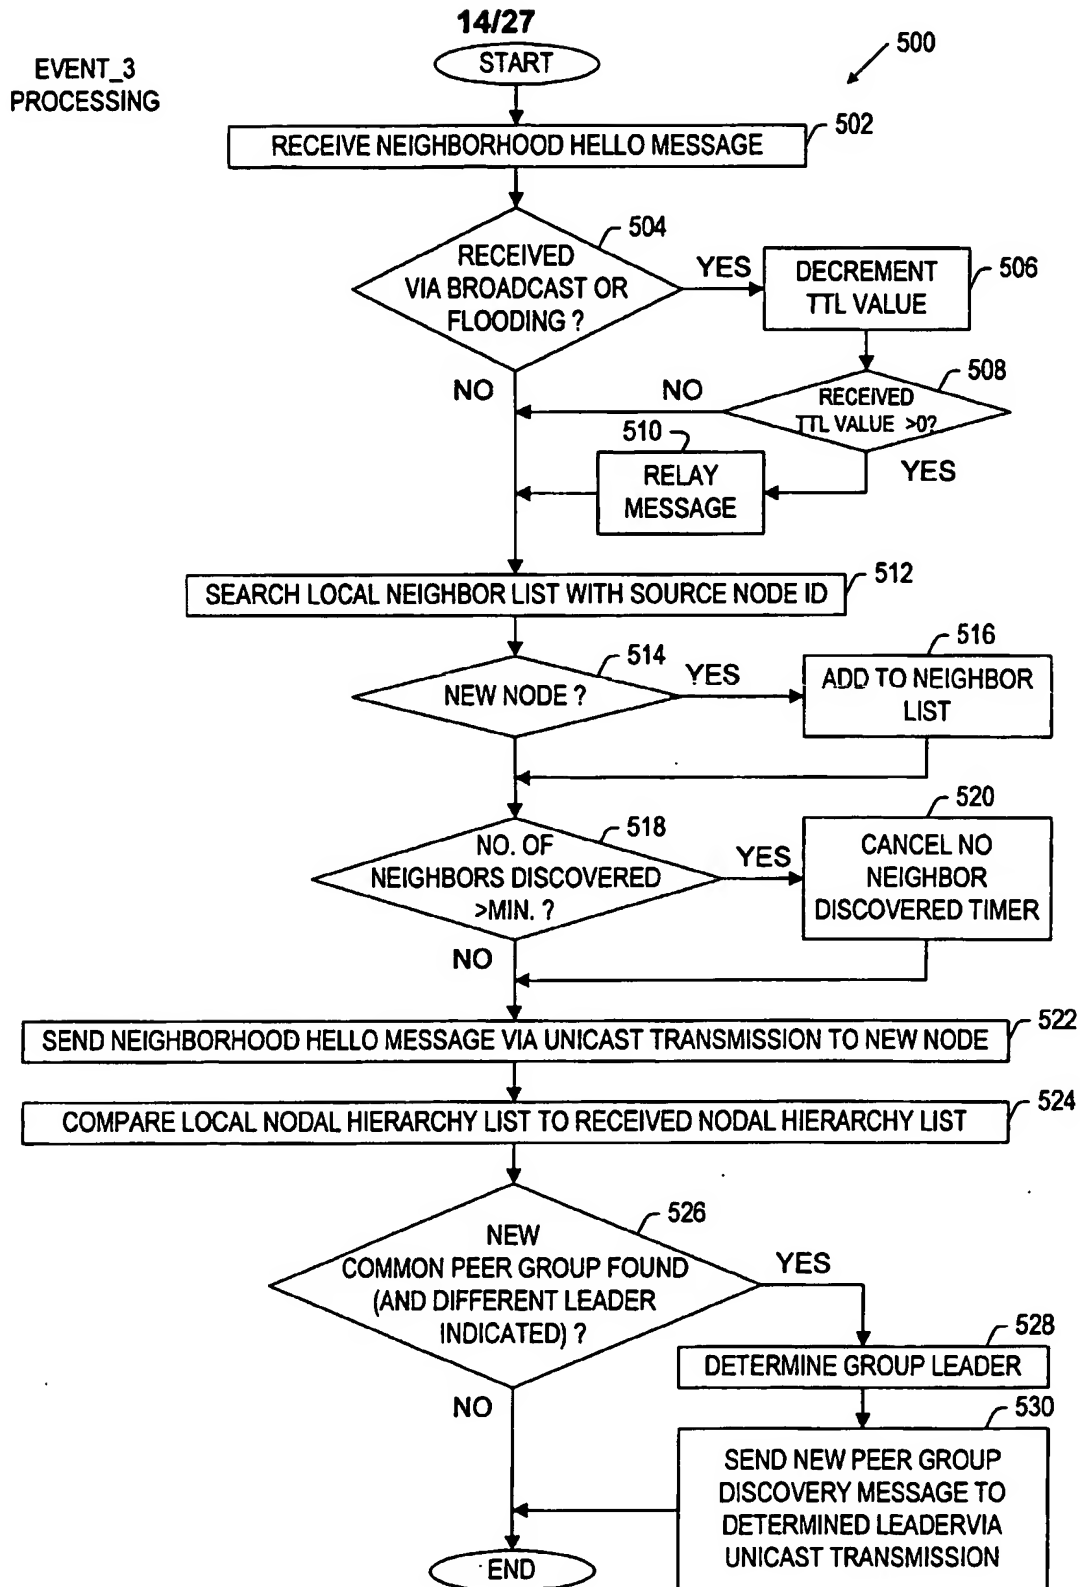 14/27
EVENT_3
PROCESSING
START
500
RECEIVE NEIGHBORHOOD HELLO MESSAGE
502
RECEIVED
VIA BROADCAST OR
FLOODING ?
504
YES
DECREMENT
TTL VALUE
506
NO
NO
RECEIVED
TTL VALUE >0?
508
510
RELAY
MESSAGE
YES
SEARCH LOCAL NEIGHBOR LIST WITH SOURCE NODE ID
512
NEW NODE ?
514
YES
516
ADD TO NEIGHBOR
LIST
NO. OF
NEIGHBORS DISCOVERED
>MIN. ?
518
YES
520
CANCEL NO
NEIGHBOR
DISCOVERED TIMER
NO
SEND NEIGHBORHOOD HELLO MESSAGE VIA UNICAST TRANSMISSION TO NEW NODE
522
COMPARE LOCAL NODAL HIERARCHY LIST TO RECEIVED NODAL HIERARCHY LIST
524
NEW
COMMON PEER GROUP FOUND
(AND DIFFERENT LEADER
INDICATED) ?
526
YES
528
DETERMINE GROUP LEADER
NO
530
SEND NEW PEER GROUP
DISCOVERY MESSAGE TO
DETERMINED LEADERVIA
UNICAST TRANSMISSION
END